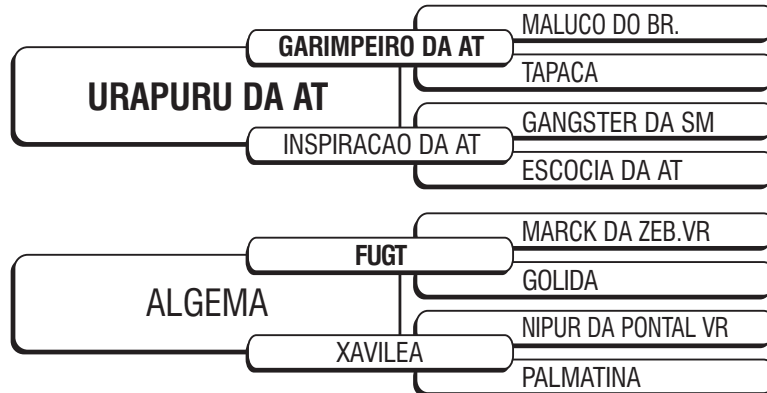 MALUCO DO BR.
GARIMPEIRO DA AT
TAPACA
URAPURU DA AT
GANGSTER DA SM
INSPIRACAO DA AT
ESCOCIA DA AT
MARCK DA ZEB.VR
FUGT
GOLIDA
ALGEMA
NIPUR DA PONTAL VR
XAVILEA
PALMATINA